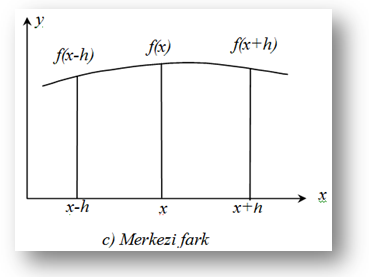 y
f(x-h) f(x) f(x+h)
x
x-h x x+h
c) Merkezi fark